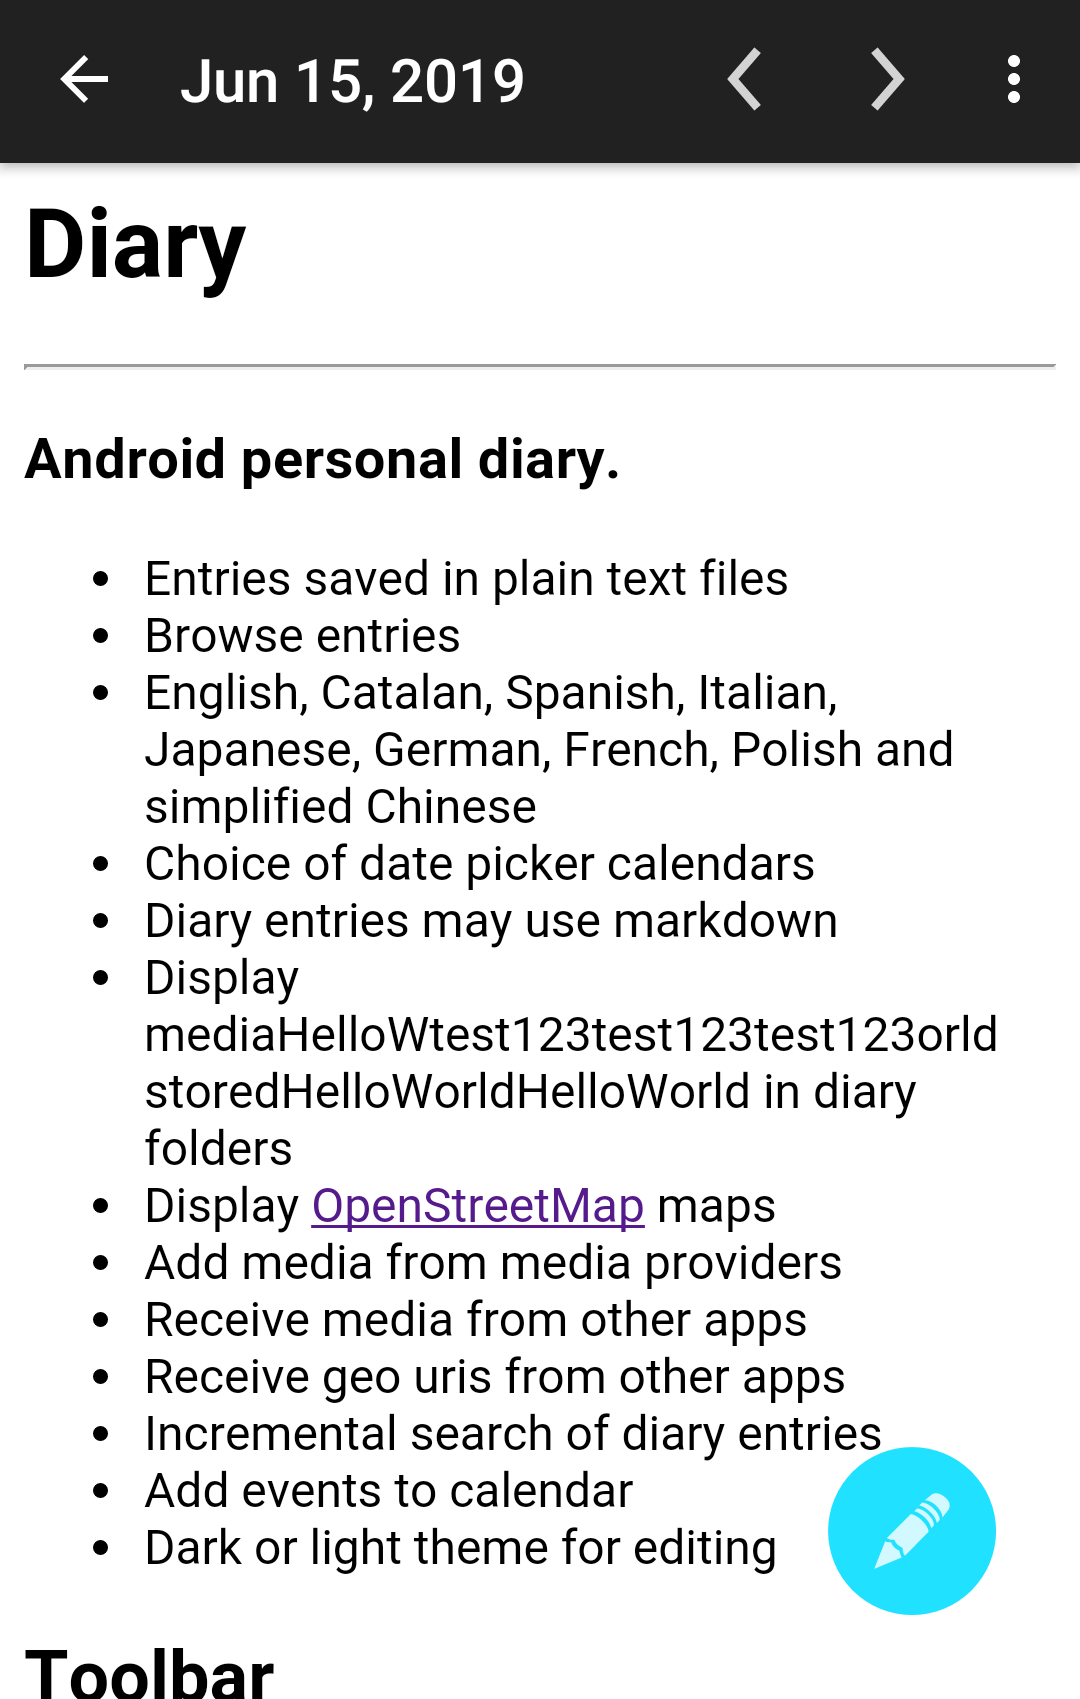 Jun 15, 2019
Diary
Android personal diary.
Entries saved in plain text files
Browse entries
English, Catalan, Spanish, Italian,
Japanese, German, French, Polish and
simplified Chinese
Choice of date picker calendars
Diary entries may use markdown
Display
mediaHelloWtest123test123test123orld
storedHelloWorldHelloWorld in diary
folders
Display OpenStreetMap maps
Add media from media providers
Receive media from other apps
Receive geo uris from other apps
Incremental search of diary entries
Add events to calendar
Dark or light theme for editing
Toolbar